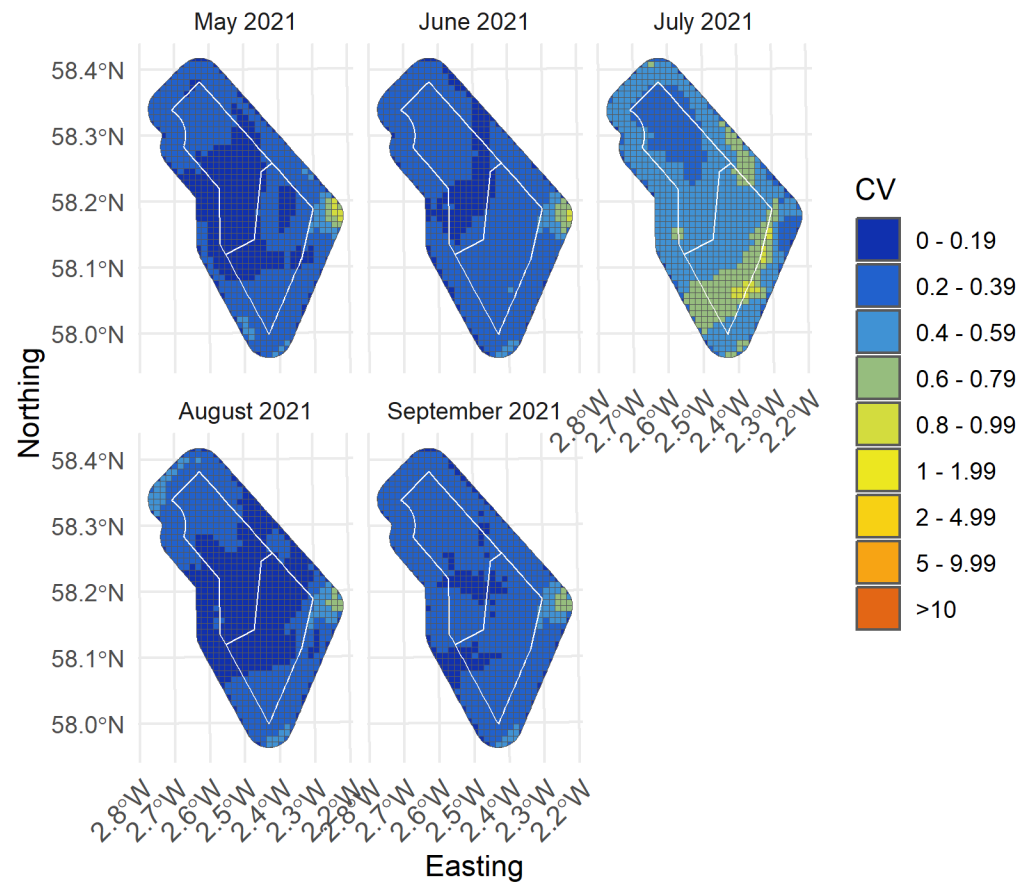 May 2021
June 2021
July 2021
58.4°N
58.3°N
58.2°N
58.1°N
58.0°N
2.8°W
2.7°W
2.6°W
2.5°W
2.4°W
2.3°W
2.2°W
August 2021
September 2021
58.4°N
58.3°N
58.2°N
58.1°N
58.0°N
2.8°W
2.7°W
2.6°W
2.5°W
2.4°W
2.3°W
2.2°W
2.8°W
2.7°W
2.6°W
2.5°W
2.4°W
2.3°W
2.2°W
Northing
Easting
CV
0 - 0.19
0.2 - 0.39
0.4 - 0.59
0.6 - 0.79
0.8 - 0.99
1 - 1.99
2 - 4.99
5 - 9.99
>10